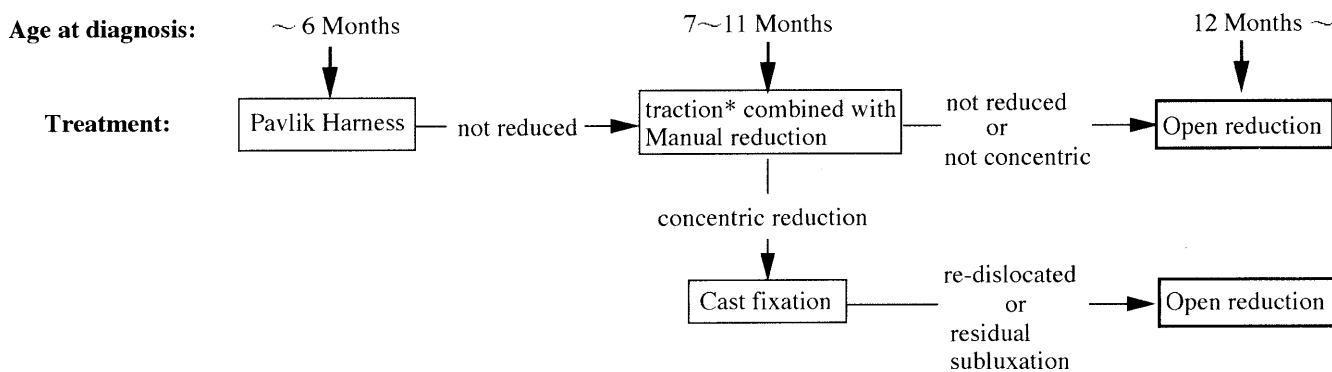 Age at diagnosis: ~ 6 Months 7~11 Months 12 Months ~
Treatment: Pavlik Harness not reduced traction* combined with Manual reduction not reduced or not concentric Open reduction
concentric reduction
Cast fixation re-dislocated or residual subluxation Open reduction